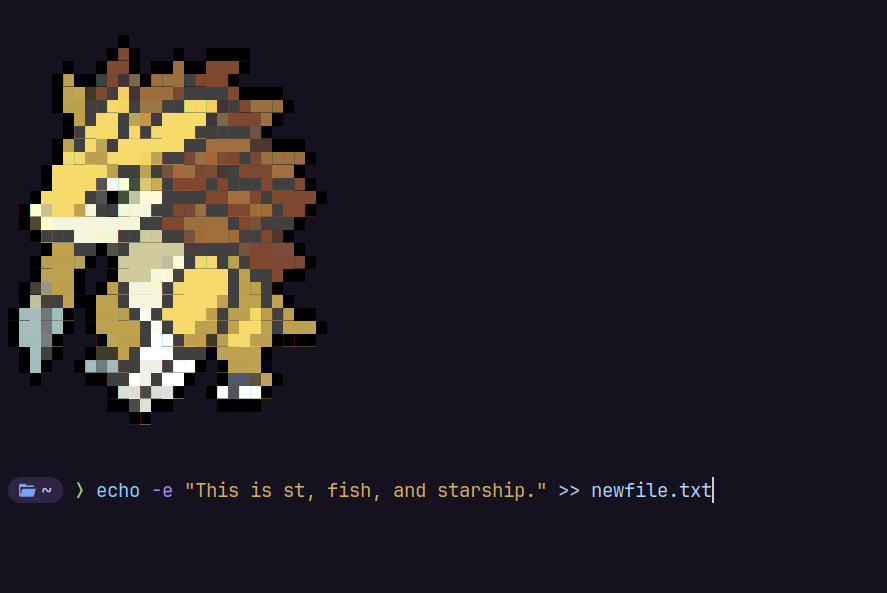 ~ ❯ echo -e "This is st, fish, and starship." >> newfile.txt